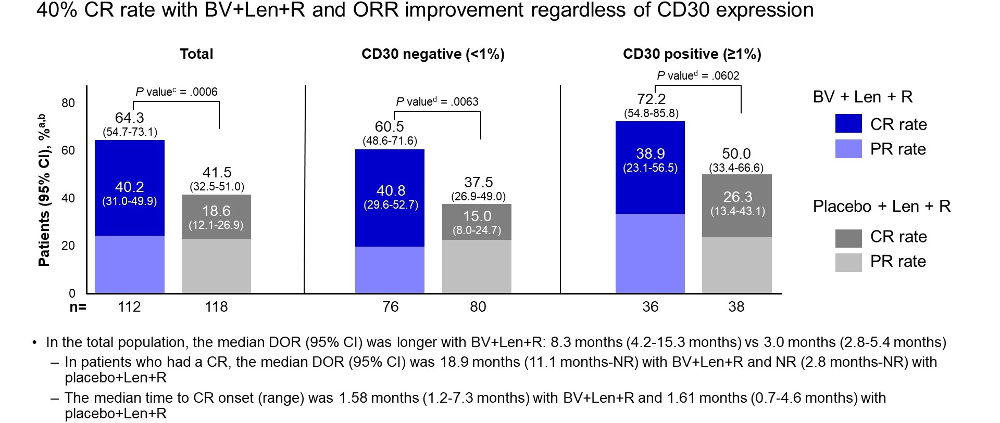 40% CR rate with BV+Len+R and ORR improvement regardless of CD30 expression
Total
CD30 negative (<1%)
CD30 positive (≥1%)
Patients (95% CI), %a,b
80
60
40
20
0
P valuec = .0006
64.3
(54.7-73.1)
40.2
(31.0-49.9)
41.5
(32.5-51.0)
18.6
(12.1-26.9)
P valued = .0063
60.5
(48.6-71.6)
40.8
(29.6-52.7)
37.5
(26.9-49.0)
15.0
(8.0-24.7)
P valued = .0602
72.2
(54.8-85.8)
38.9
(23.1-56.5)
50.0
(33.4-66.6)
26.3
(13.4-43.1)
n= 112 118 76 80 36 38
BV + Len + R
CR rate
PR rate
Placebo + Len + R
CR rate
PR rate
• In the total population, the median DOR (95% CI) was longer with BV+Len+R: 8.3 months (4.2-15.3 months) vs 3.0 months (2.8-5.4 months)
– In patients who had a CR, the median DOR (95% CI) was 18.9 months (11.1 months-NR) with BV+Len+R and NR (2.8 months-NR) with
placebo+Len+R
– The median time to CR onset (range) was 1.58 months (1.2-7.3 months) with BV+Len+R and 1.61 months (0.7-4.6 months) with
placebo+Len+R